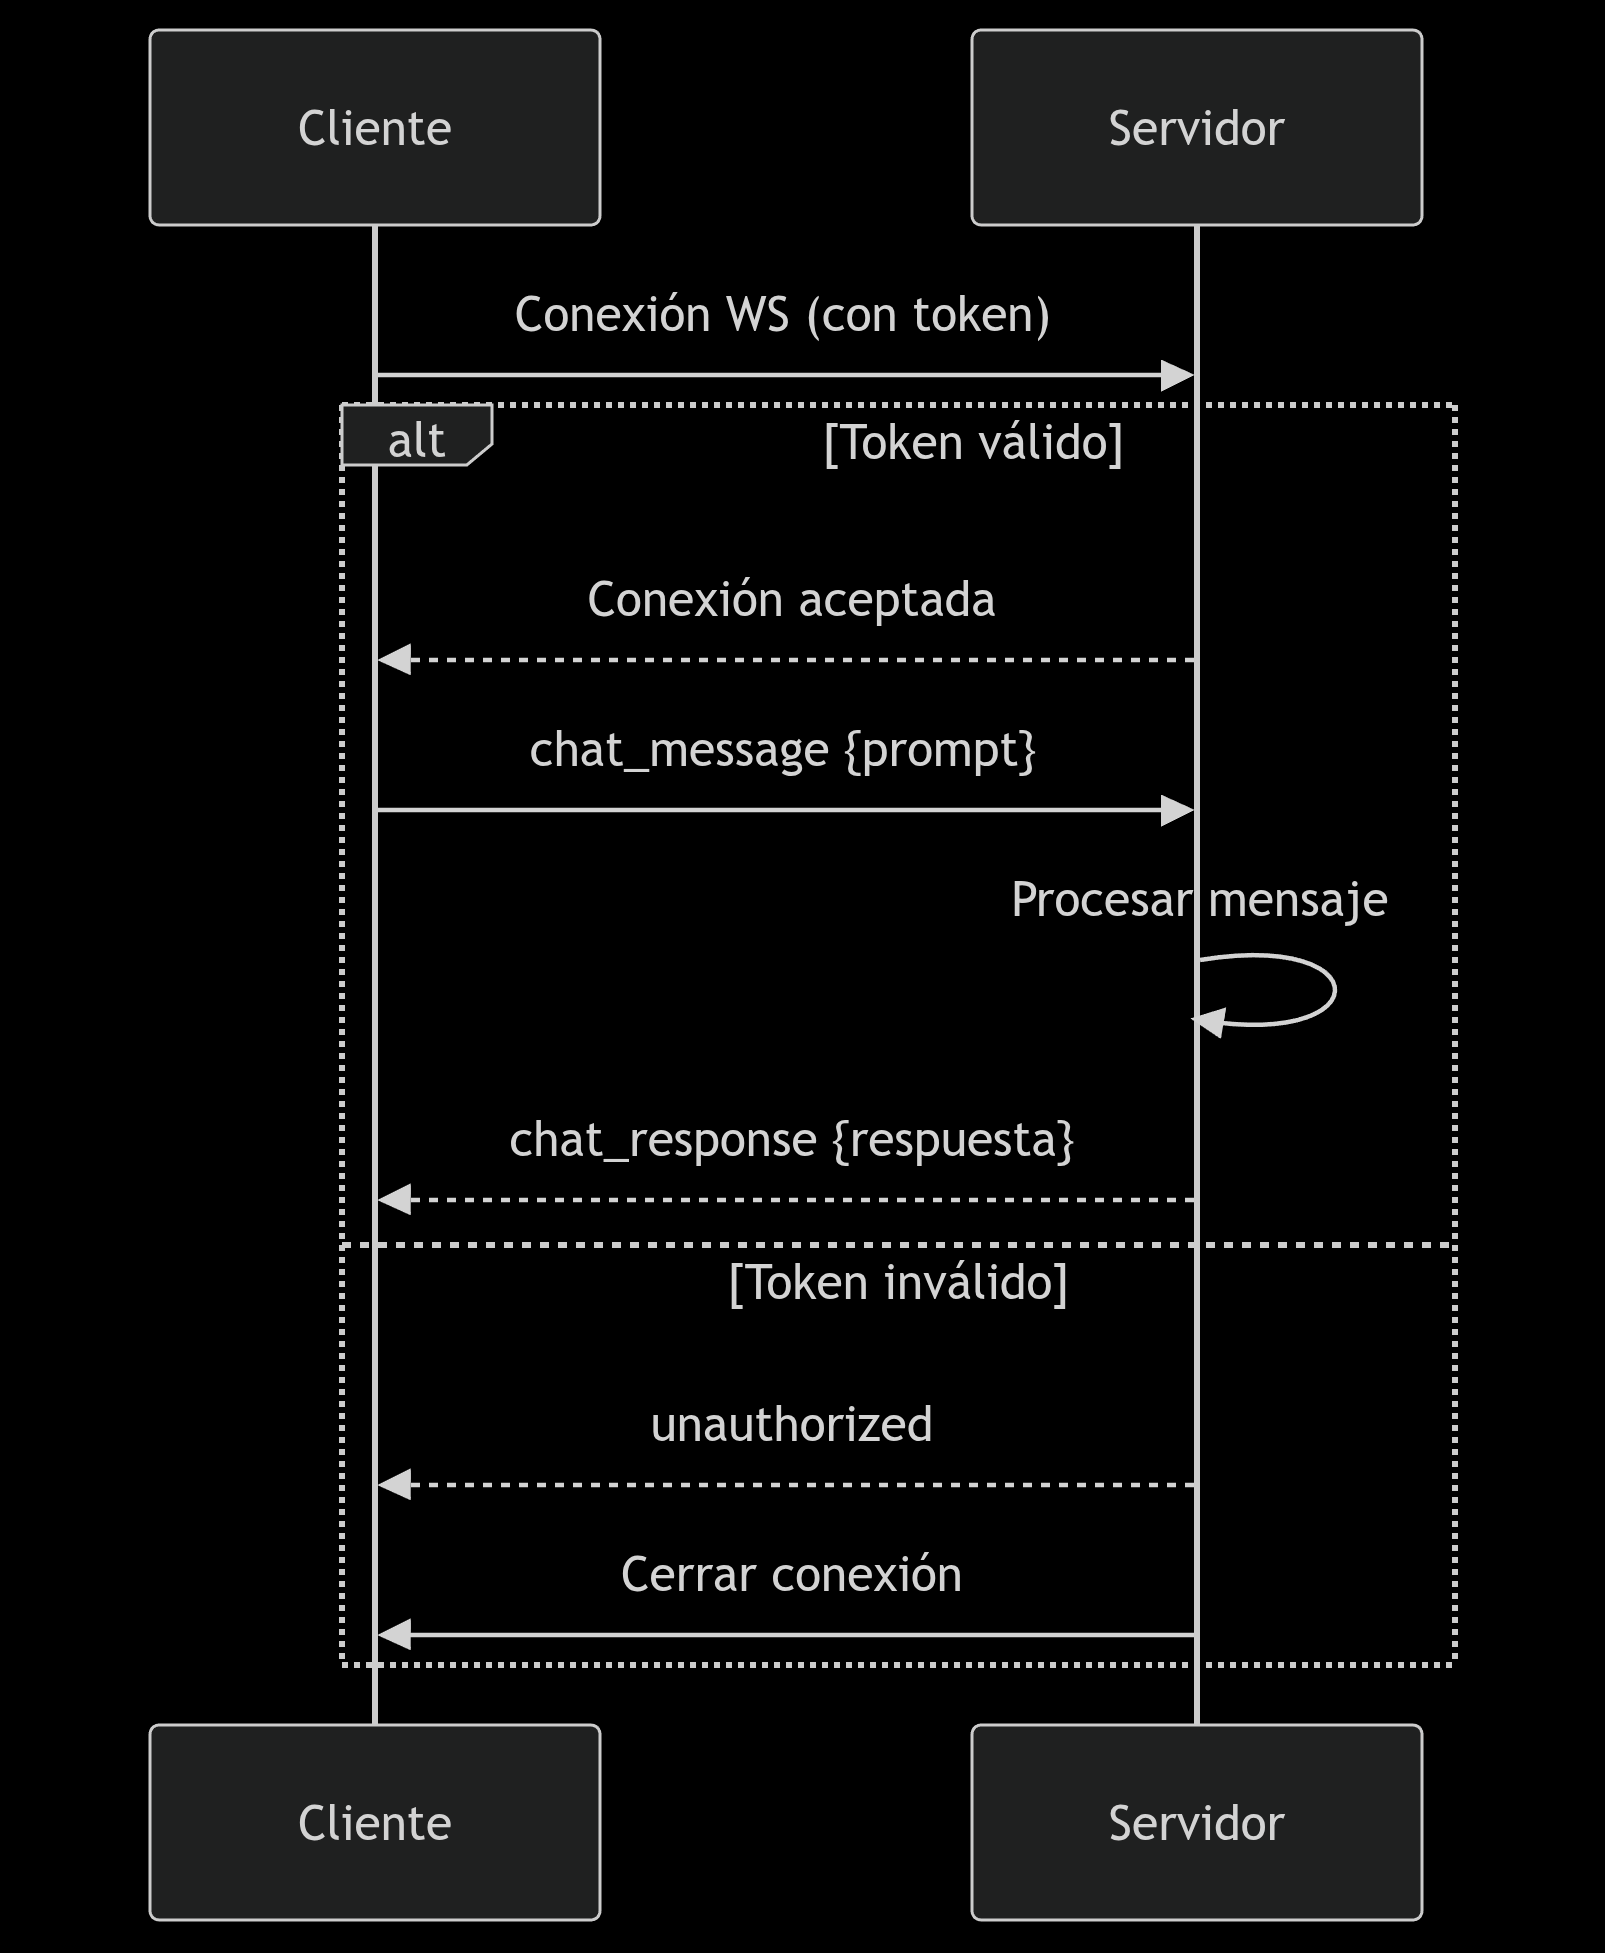 Cliente
Servidor
Conexión WS (con token)
alt
[Token válido]
Conexión aceptada
chat_message {prompt}
Procesar mensaje
chat_response {respuesta}
[Token inválido]
unauthorized
Cerrar conexión
Cliente
Servidor